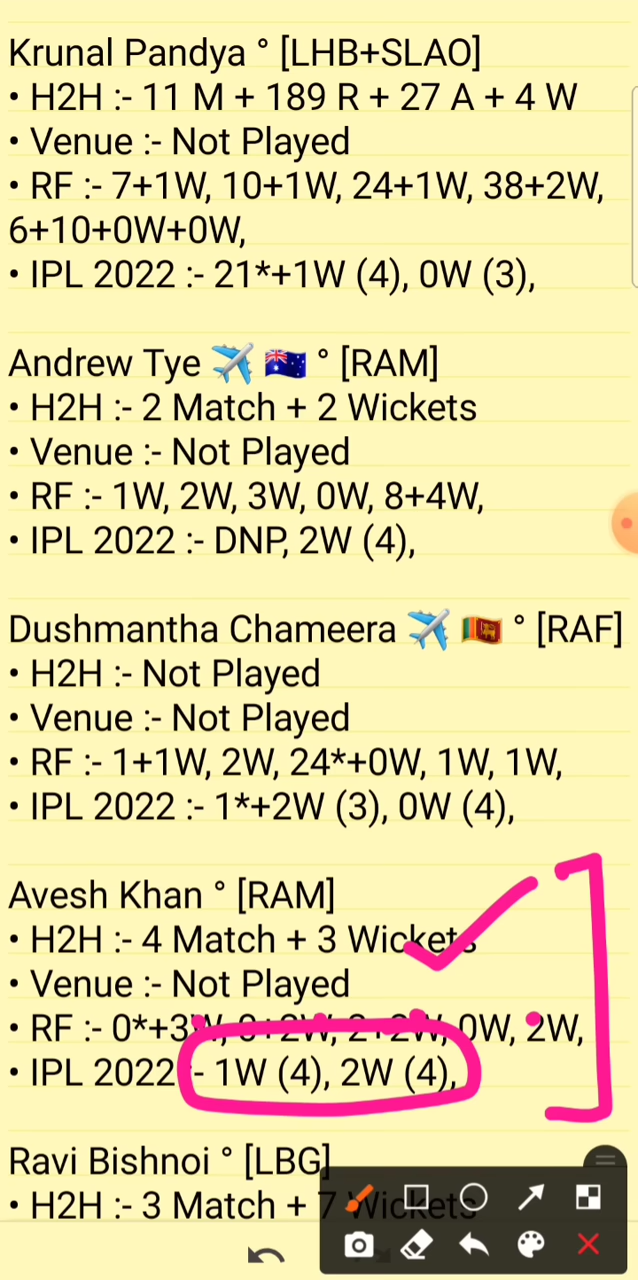 Krunal Pandya ° [LHB+SLAO]
• H2H :- 11 M + 189 R + 27 A + 4 W
• Venue :- Not Played
• RF :- 7+1W, 10+1W, 24+1W, 38+2W,
6+10+0W+0W,
• IPL 2022 :- 21*+1W (4), 0W (3),
Andrew Tye ✈️ 🇦🇺 ° [RAM]
• H2H :- 2 Match + 2 Wickets
• Venue :- Not Played
• RF :- 1W, 2W, 3W, 0W, 8+4W,
• IPL 2022 :- DNP, 2W (4),
Dushmantha Chameera ✈️ 🇱🇰 ° [RAF]
• H2H :- Not Played
• Venue :- Not Played
• RF :- 1+1W, 2W, 24*+0W, 1W, 1W,
• IPL 2022 :- 1*+2W (3), 0W (4),
Avesh Khan ° [RAM]
• H2H :- 4 Match + 3 Wickets
• Venue :- Not Played
• RF :- 0*+3W, 2+2W, 0W, 2W,
• IPL 2022 :- 1W (4), 2W (4),
Ravi Bishnoi ° [LBG]
• H2H :- 3 Match + 7 Wickets